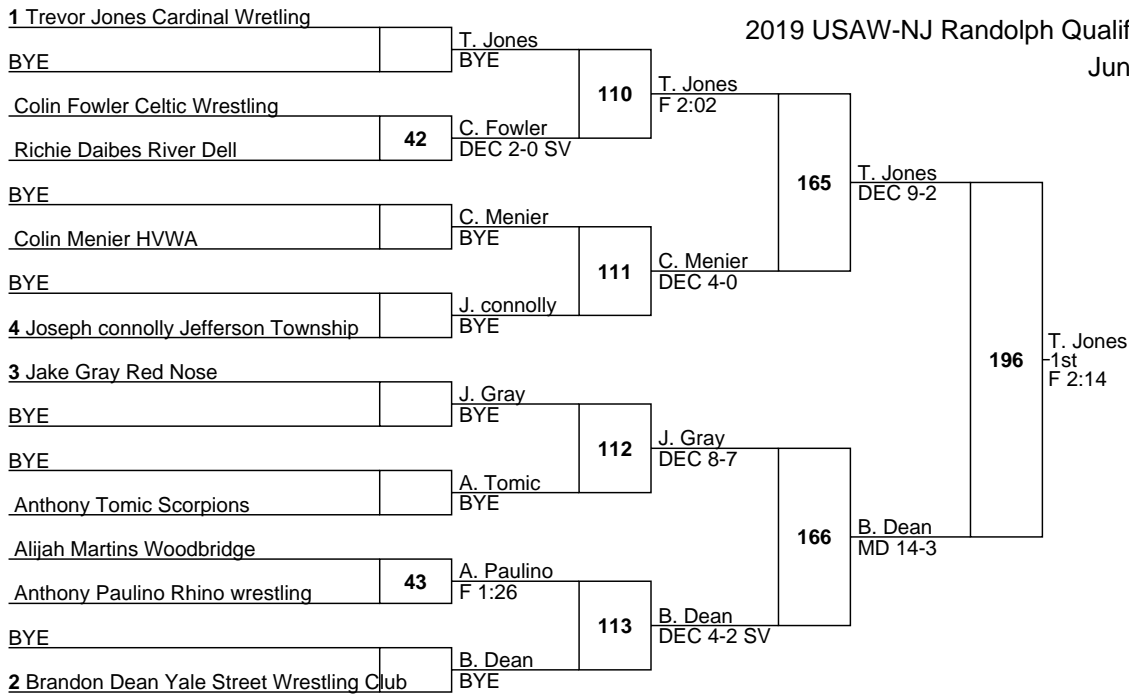 2019 USAW-NJ Randolph Qualif
Jun
1 Trevor Jones Cardinal Wretling
BYE
T. Jones
BYE
Colin Fowler Celtic Wrestling
Richie Daibes River Dell
42
C. Fowler
DEC 2-0 SV
110
T. Jones
F 2:02
BYE
Colin Menier HVWA
C. Menier
BYE
BYE
4 Joseph connolly Jefferson Township
J. connolly
BYE
111
C. Menier
DEC 4-0
165
T. Jones
DEC 9-2
3 Jake Gray Red Nose
BYE
J. Gray
BYE
BYE
Anthony Tomic Scorpions
A. Tomic
BYE
112
J. Gray
DEC 8-7
Alijah Martins Woodbridge
Anthony Paulino Rhino wrestling
43
A. Paulino
F 1:26
BYE
2 Brandon Dean Yale Street Wrestling Club
B. Dean
BYE
113
B. Dean
DEC 4-2 SV
166
B. Dean
MD 14-3
196
T. Jones
1st
F 2:14